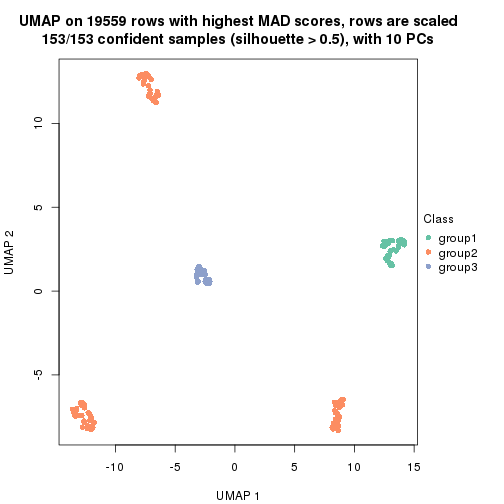 UMAP on 19559 rows with highest MAD scores, rows are scaled
153/153 confident samples (silhouette > 0.5), with 10 PCs
10
5
0
-5
UMAP 2
-10
-5
0
5
10
15
UMAP 1
Class
group1
group2
group3